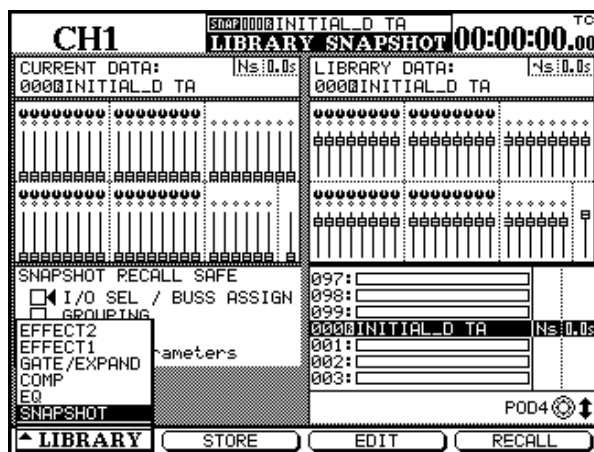 CH1
SNAP 000 INITIAL_D TA
LIBRARY SNAPSHOT
TC
00:00:00.00
CURRENT DATA:
Ns 0.0s
000 INITIAL_D TA
LIBRARY DATA:
Ns 0.0s
000 INITIAL_D TA
SNAPSHOT RECALL SAFE
I/O SEL / BUSS ASSIGN
GROUPING
ameters
EFFECT2
EFFECT1
GATE/EXPAND
COMP
EQ
SNAPSHOT
097:
098:
099:
000 INITIAL_D TA Ns 0.0s
001:
002:
003:
POD4
LIBRARY
STORE
EDIT
RECALL